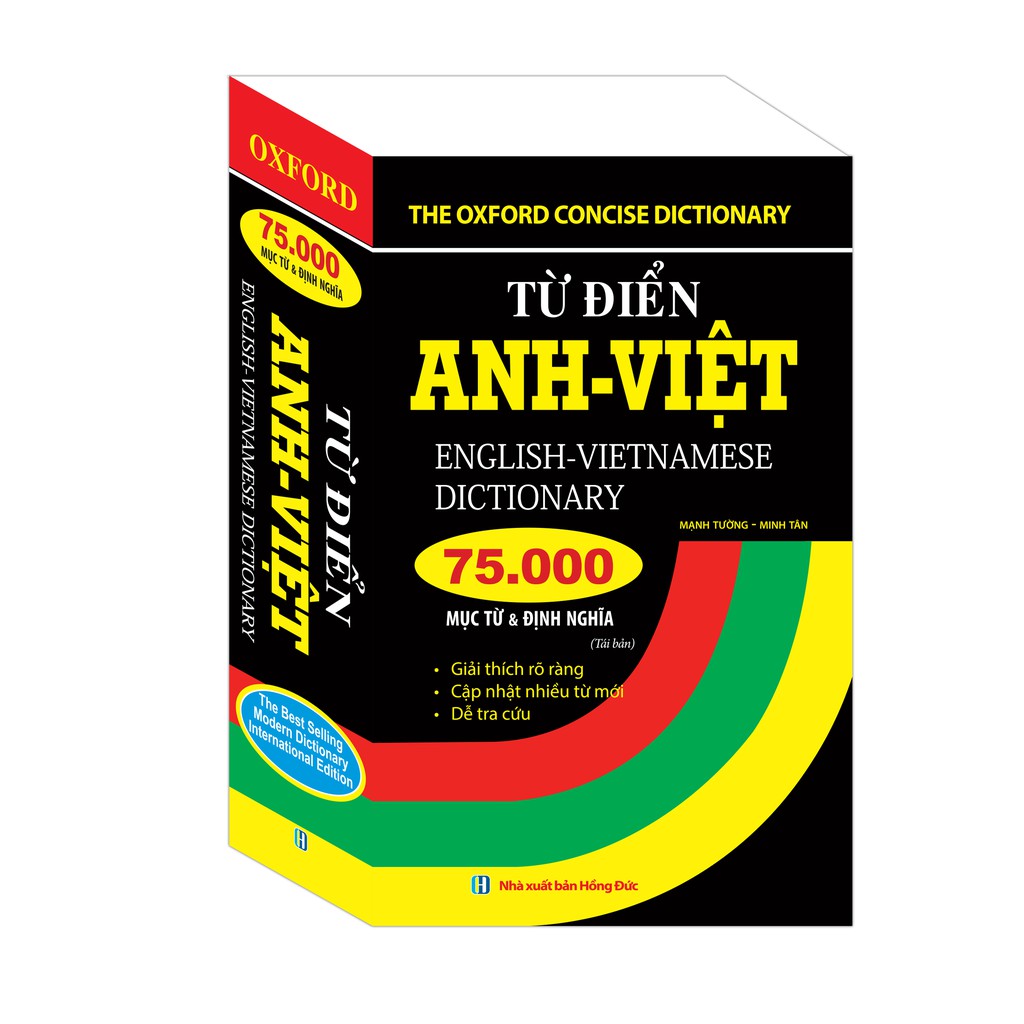 OXFORD
75.000
MỤC TỪ & ĐỊNH NGHĨA
TỪ ĐIỂN
ANH-VIỆT
ENGLISH-VIETNAMESE DICTIONARY
The Best Selling
Modern Dictionary
International Edition
THE OXFORD CONCISE DICTIONARY
TỪ ĐIỂN
ANH-VIỆT
ENGLISH-VIETNAMESE
DICTIONARY
MẠNH TƯỜNG - MINH TÂN
75.000
MỤC TỪ & ĐỊNH NGHĨA
(Tái bản)
• Giải thích rõ ràng
• Cập nhật nhiều từ mới
• Dễ tra cứu
H Nhà xuất bản Hồng Đức